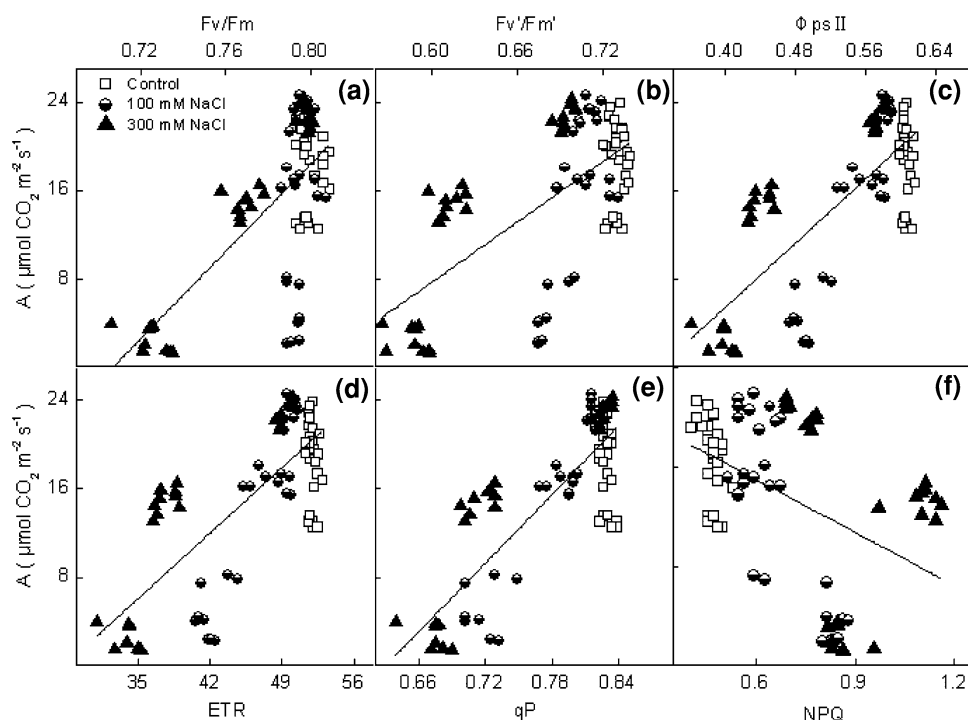 Fv/Fm Fv'/Fm' Φ ps II
0.72 0.76 0.80 0.60 0.66 0.72 0.40 0.48 0.56 0.64
24 16 8
A ( μmol CO2 m-2 s-1 )
Control
100 mM NaCl
300 mM NaCl
(a) (b) (c)
24 16 8
A ( μmol CO2 m-2 s-1 )
(d) (e) (f)
35 42 49 56 0.66 0.72 0.78 0.84 0.6 0.9 1.2
ETR qP NPQ